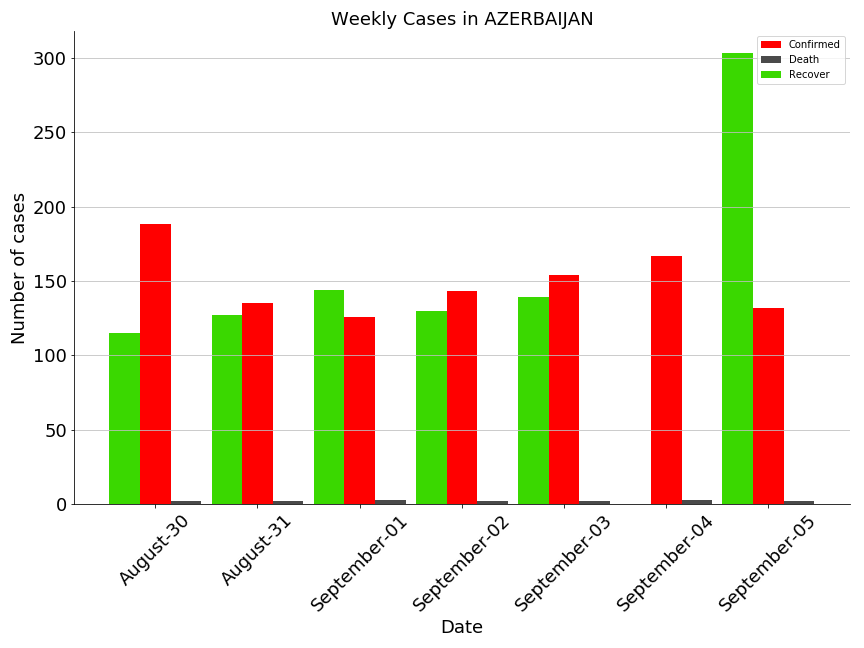 Weekly Cases in AZERBAIJAN
Confirmed
Death
Recover
Number of cases
300
250
200
150
100
50
0
August-30
August-31
September-01
September-02
September-03
September-04
September-05
Date